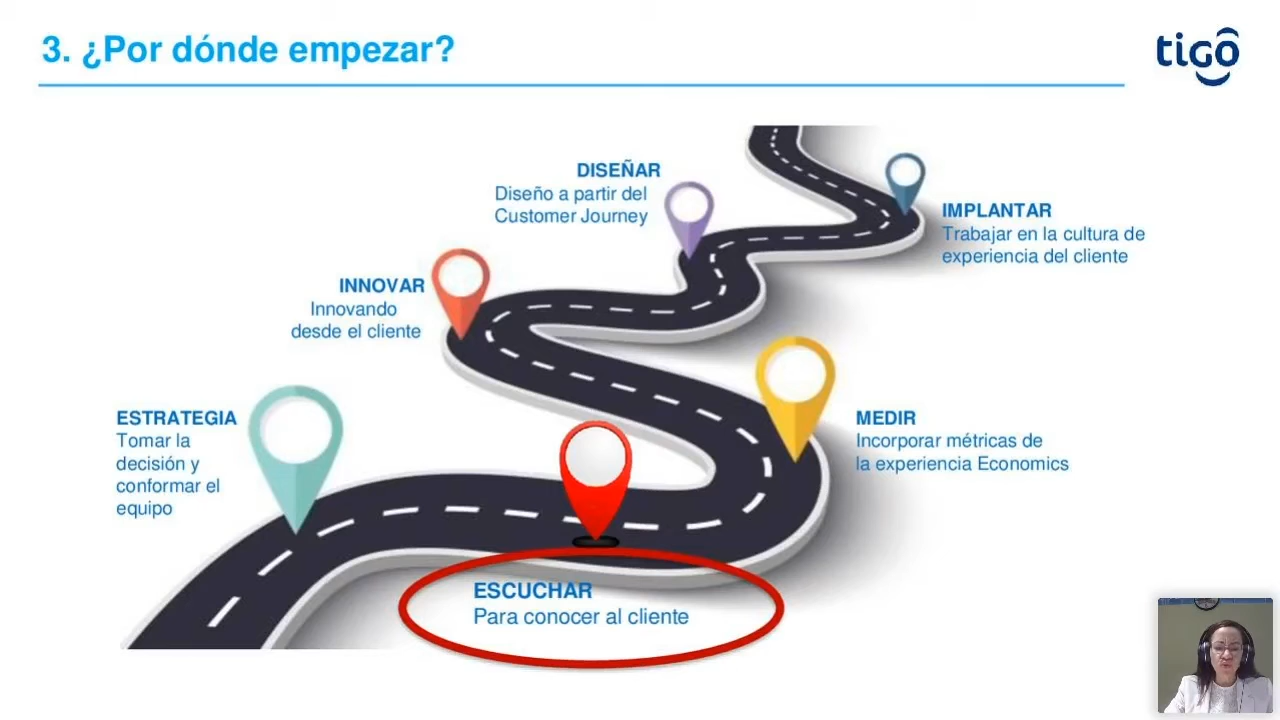 3. ¿Por dónde empezar?
tigo
DISEÑAR
Diseño a partir del
Customer Journey
IMPLANTAR
Trabajar en la cultura de
experiencia del cliente
INNOVAR
Innovando
desde el cliente
ESTRATEGIA
Tomar la
decisión y
conformar el
equipo
MEDIR
Incorporar métricas de
la experiencia Economics
ESCUCHAR
Para conocer al cliente